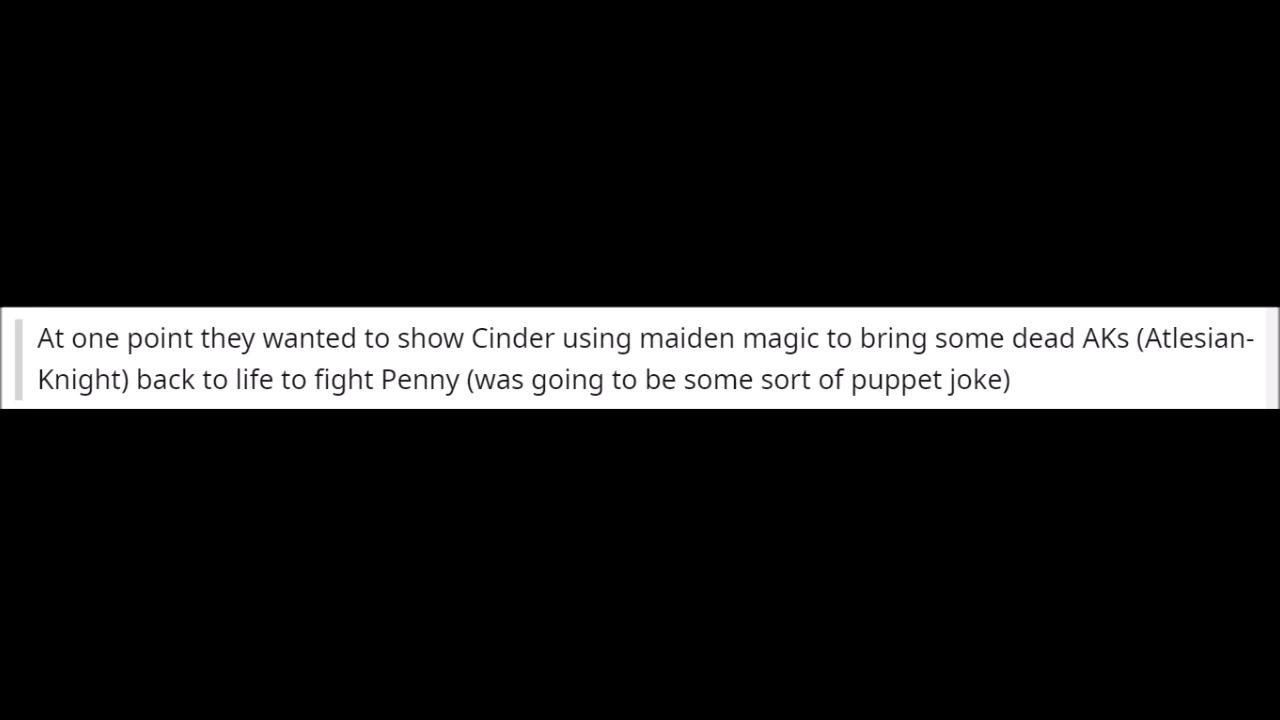 At one point they wanted to show Cinder using maiden magic to bring some dead AKs (Atlesian-
Knight) back to life to fight Penny (was going to be some sort of puppet joke)